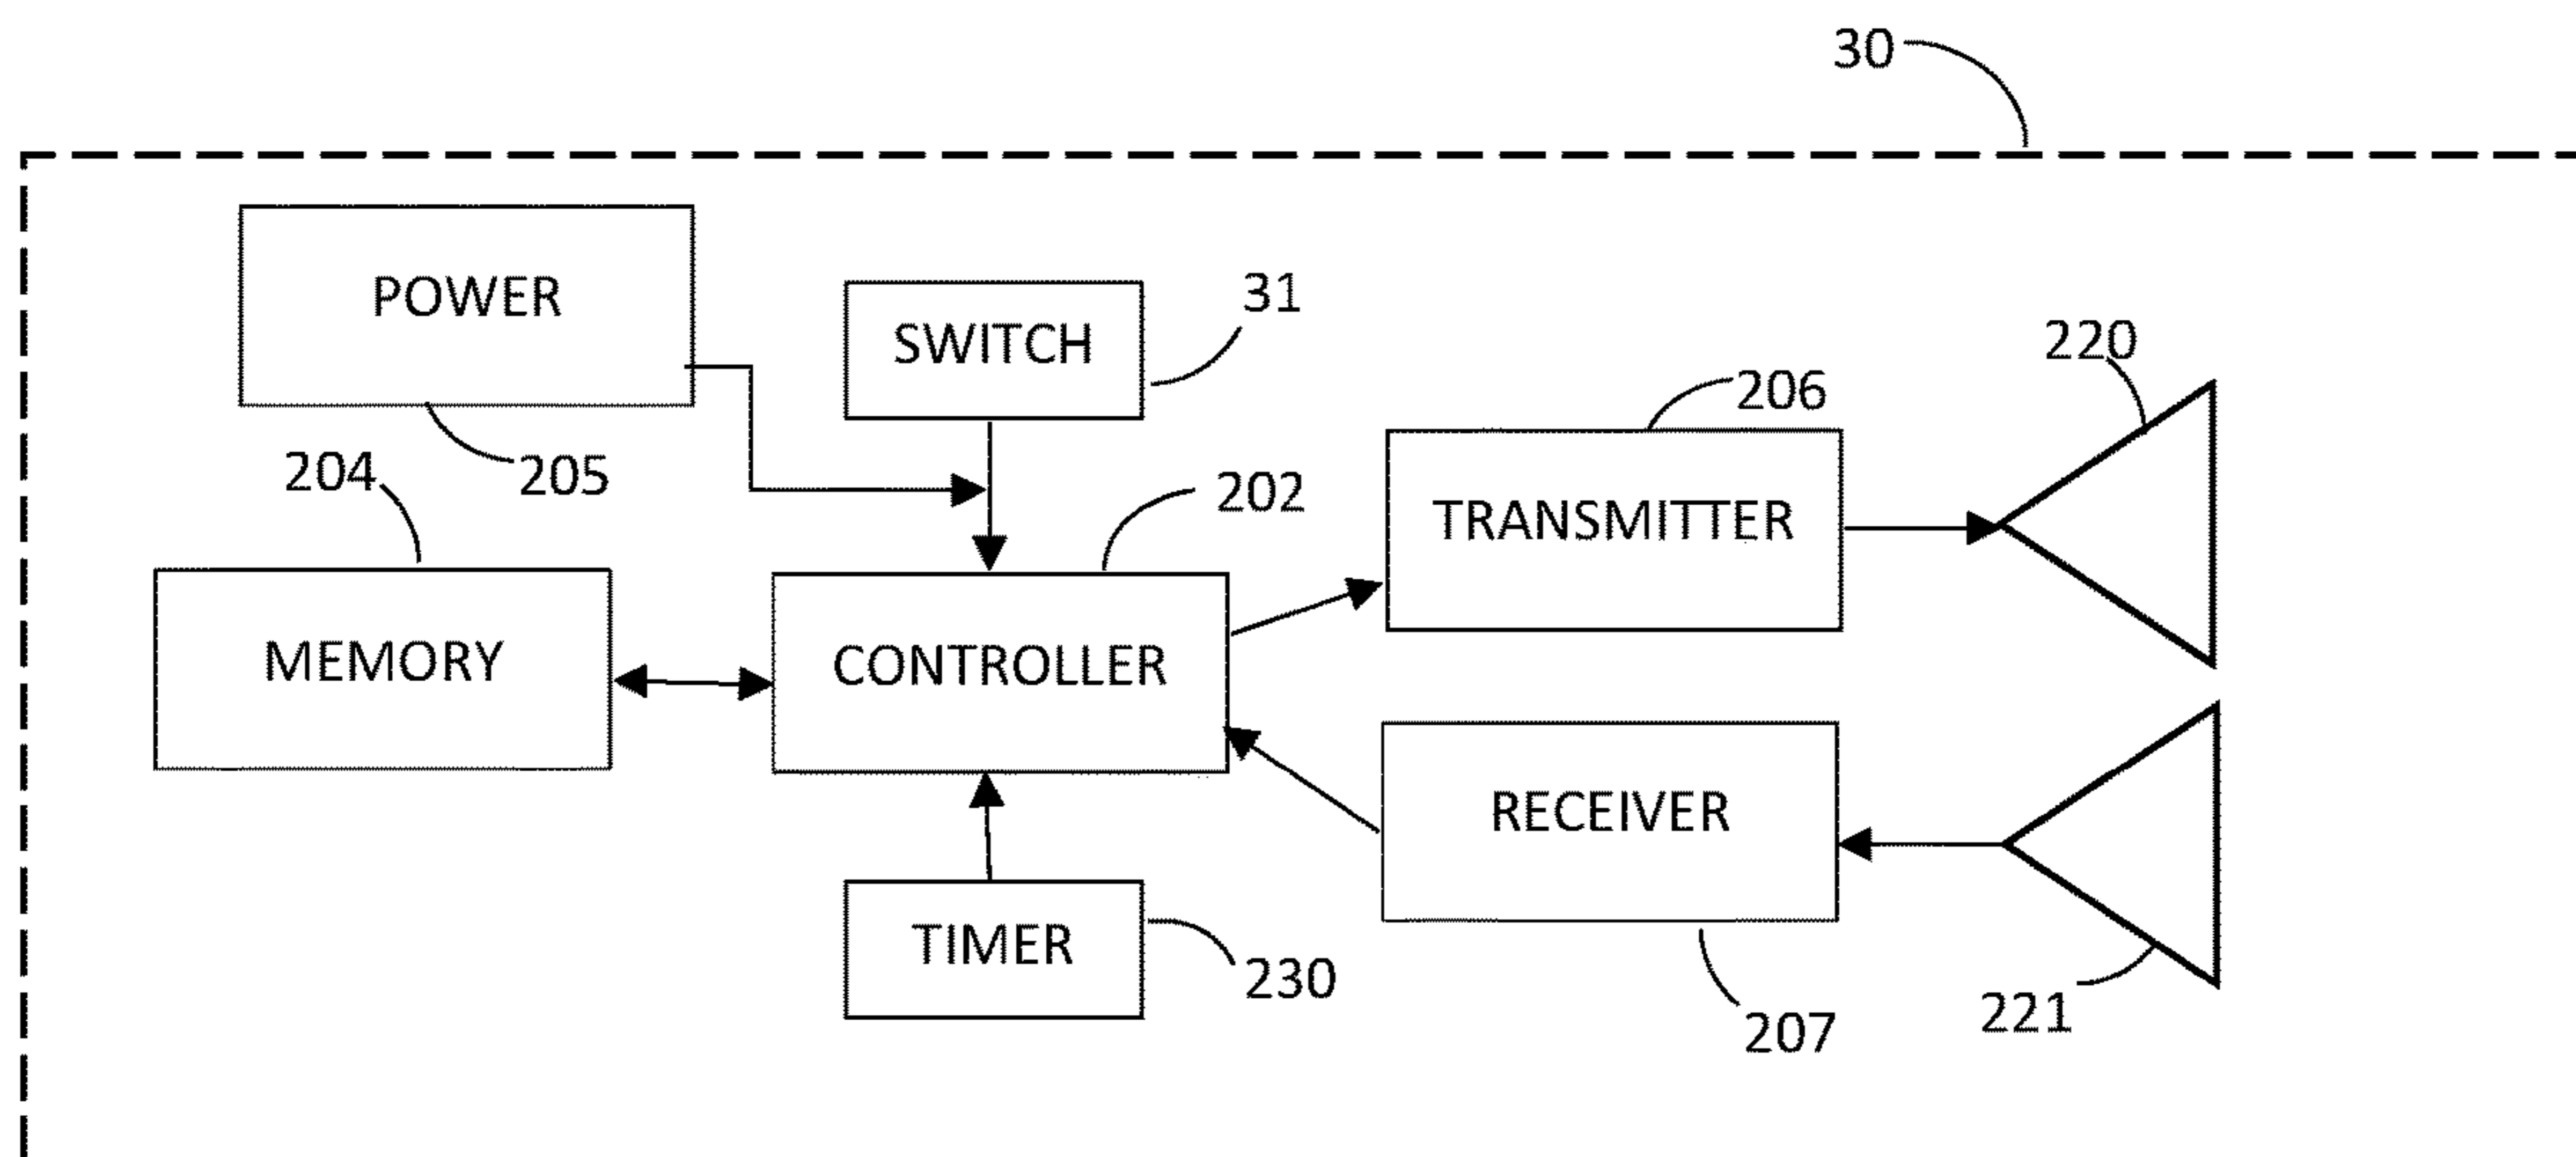 30
POWER
SWITCH
31
220
206
204
205
202
TRANSMITTER
MEMORY
CONTROLLER
RECEIVER
TIMER
230
207
221